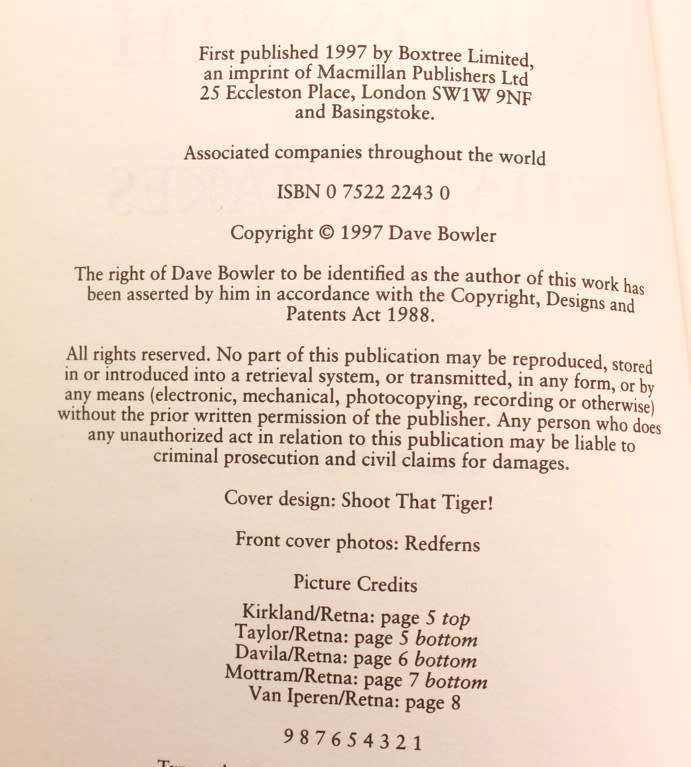 First published 1997 by Boxtree Limited,
an imprint of Macmillan Publishers Ltd
25 Eccleston Place, London SW1W 9NF
and Basingstoke.
Associated companies throughout the world
ISBN 0 7522 2243 0
Copyright © 1997 Dave Bowler
The right of Dave Bowler to be identified as the author of this work has
been asserted by him in accordance with the Copyright, Designs and
Patents Act 1988.
All rights reserved. No part of this publication may be reproduced, stored
in or introduced into a retrieval system, or transmitted, in any form, or by
any means (electronic, mechanical, photocopying, recording or otherwise)
without the prior written permission of the publisher. Any person who does
any unauthorized act in relation to this publication may be liable to
criminal prosecution and civil claims for damages.
Cover design: Shoot That Tiger!
Front cover photos: Redferns
Picture Credits
Kirkland/Retna: page 5 top
Taylor/Retna: page 5 bottom
Davila/Retna: page 6 bottom
Mottram/Retna: page 7 bottom
Van Iperen/Retna: page 8
9 8 7 6 5 4 3 2 1